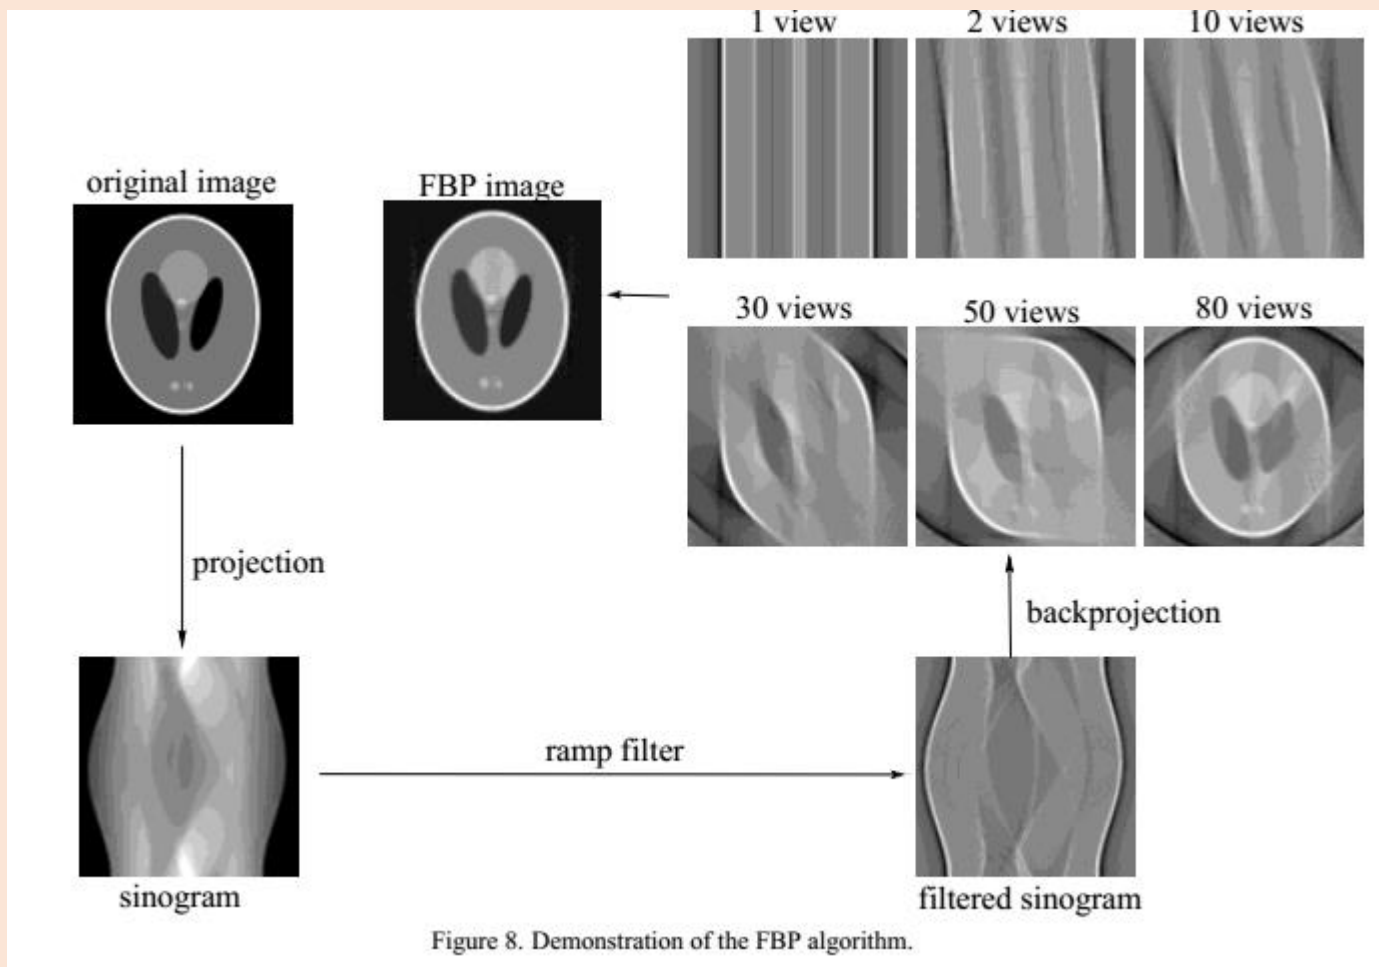 1 view
2 views
10 views
original image
FBP image
30 views
50 views
80 views
projection
backprojection
ramp filter
sinogram
filtered sinogram
Figure 8. Demonstration of the FBP algorithm.